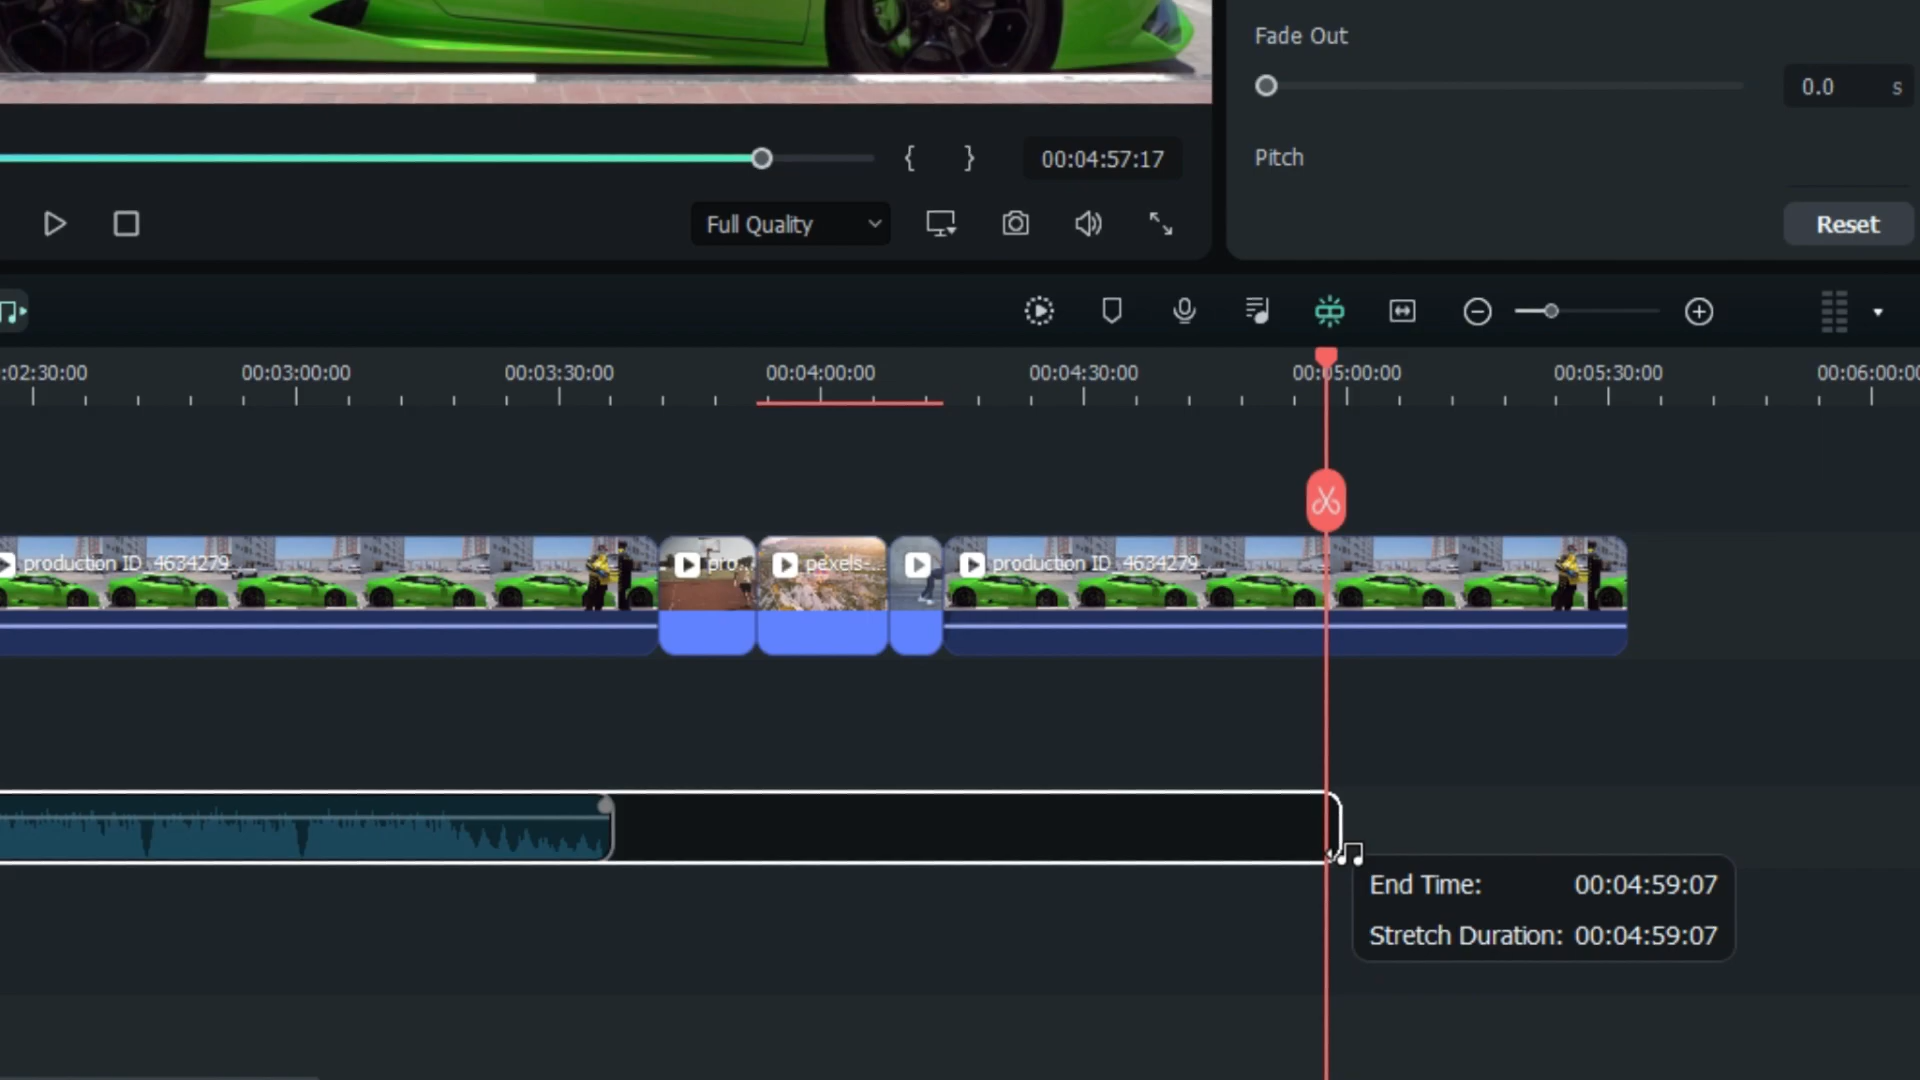 Fade Out
0.0 s
{ } 00:04:57:17
Pitch
Full Quality
Reset
:02:30:00 00:03:00:00 00:03:30:00 00:04:00:00 00:04:30:00 00:05:00:00 00:05:30:00 00:06:00:00
production ID_4634279 pro... pexels-... production ID_4634279
End Time: 00:04:59:07
Stretch Duration: 00:04:59:07